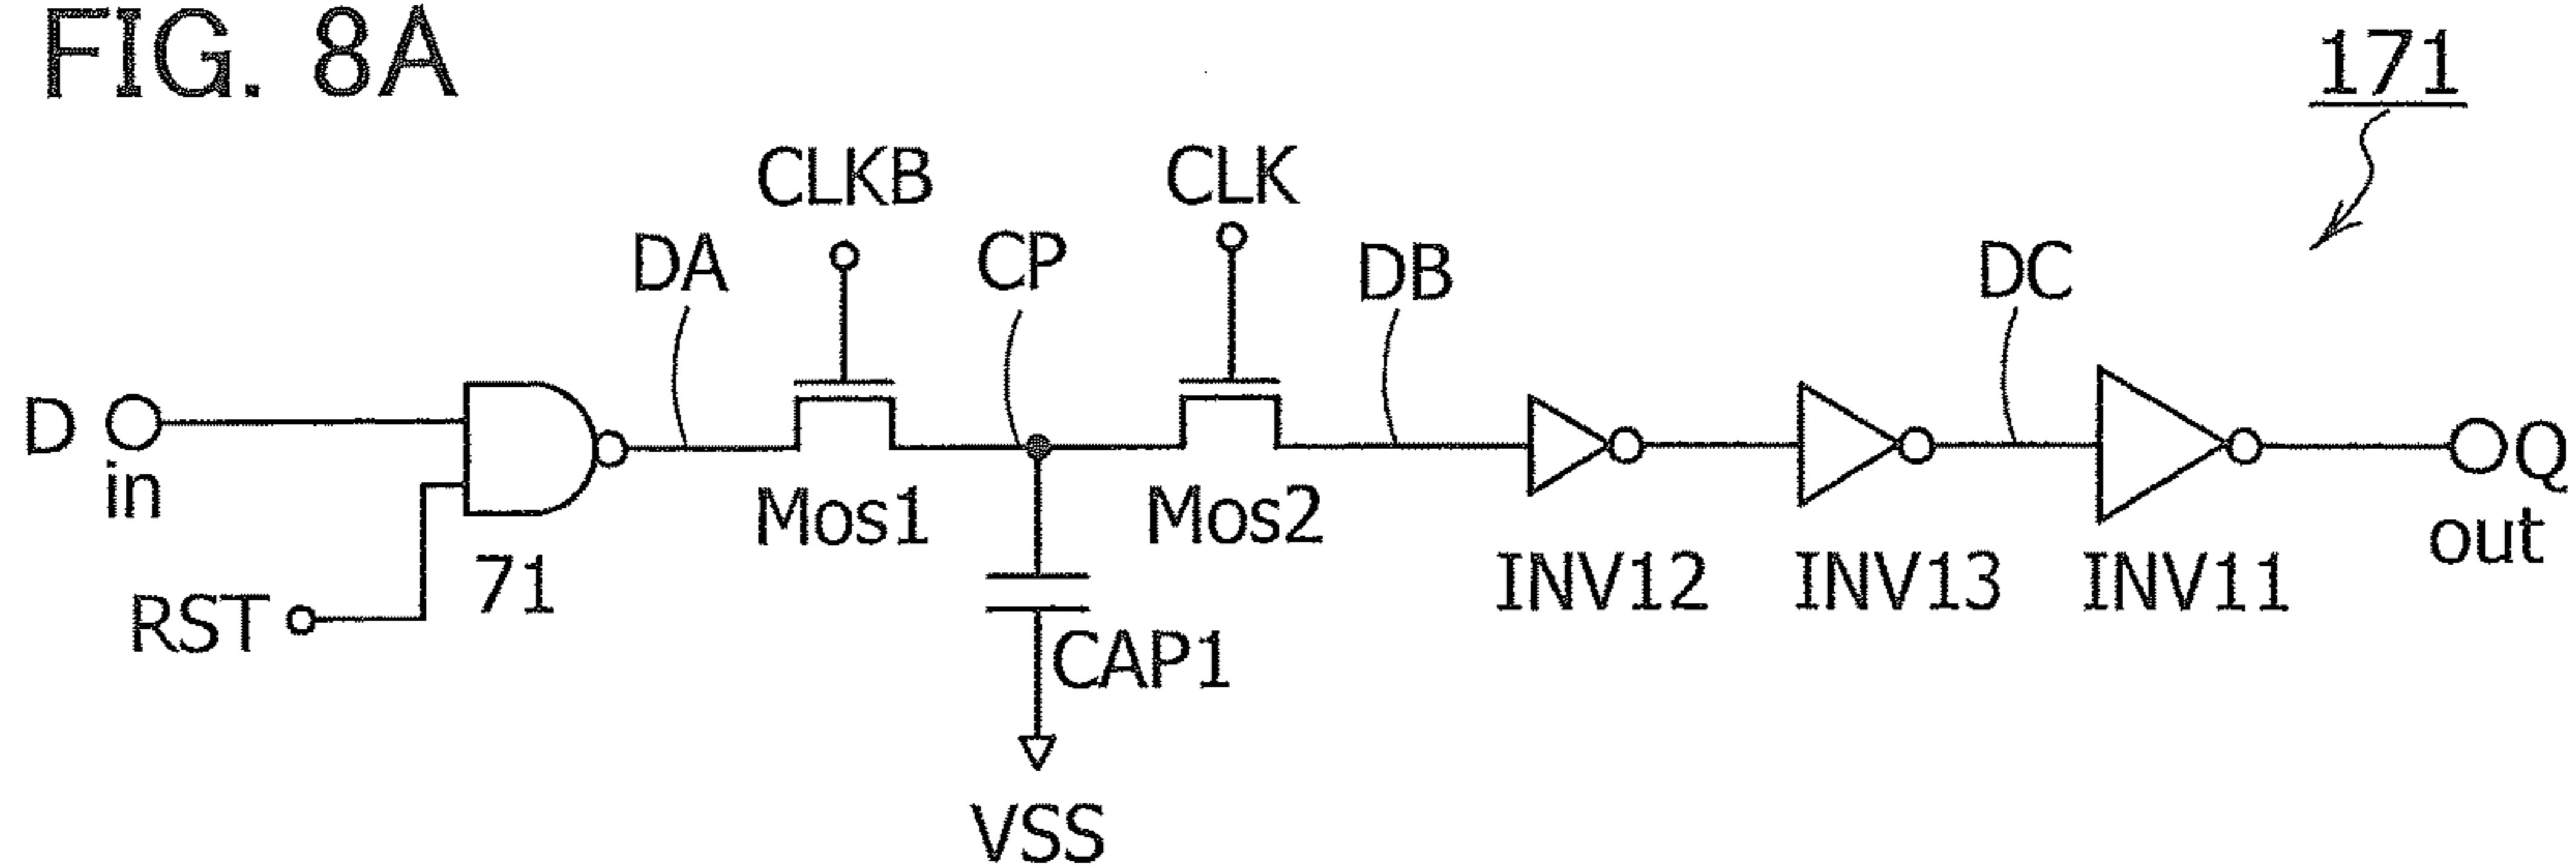 FIG. 8A
171
CLKB
CLK
DA
CP
DB
DC
D
in
Q
out
Mos1
Mos2
71
INV12
INV13
INV11
RST
CAP1
VSS